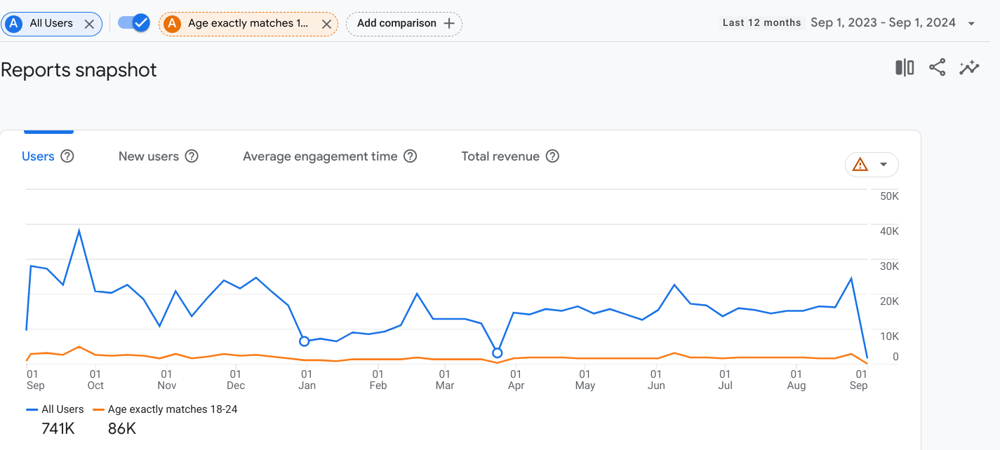 A All Users A Age exactly matches 1... Add comparison Last 12 months Sep 1, 2023 - Sep 1, 2024
Reports snapshot
Users New users Average engagement time Total revenue
50K
40K
30K
20K
10K
0
01 01 01 01 01 01 01 01 01 01 01 01 01
Sep Oct Nov Dec Jan Feb Mar Apr May Jun Jul Aug Sep
All Users Age exactly matches 18-24
741K 86K